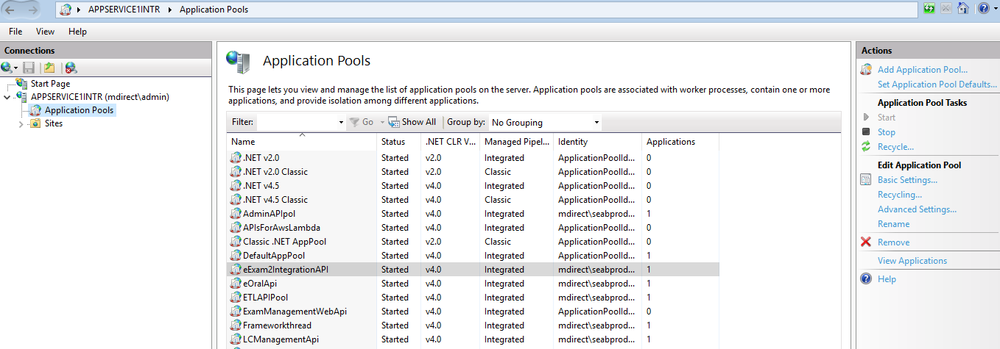 APPSERVICE1INTR Application Pools
File View Help
Connections
Start Page
APPSERVICE1INTR (mdirect\admin)
Application Pools
Sites
Application Pools
This page lets you view and manage the list of application pools on the server. Application pools are associated with worker processes, contain one or more
applications, and provide isolation among different applications.
Filter: Go Show All Group by: No Grouping
Name Status .NET CLR V... Managed Pipel... Identity Applications
.NET v2.0 Started v2.0 Integrated ApplicationPoolId... 0
.NET v2.0 Classic Started v2.0 Classic ApplicationPoolId... 0
.NET v4.5 Started v4.0 Integrated ApplicationPoolId... 0
.NET v4.5 Classic Started v4.0 Classic ApplicationPoolId... 0
AdminAPIpol Started v4.0 Integrated mdirect\seabprod... 1
APIsForAwsLambda Started v4.0 Integrated ApplicationPoolId... 0
Classic .NET AppPool Started v2.0 Classic ApplicationPoolId... 0
DefaultAppPool Started v4.0 Integrated ApplicationPoolId... 1
eExam2IntegrationAPI Started v4.0 Integrated mdirect\seabprod... 1
eOralApi Started v4.0 Integrated mdirect\seabprod... 1
ETLAPIPool Started v4.0 Integrated mdirect\seabprod... 1
ExamManagementWebApi Started v4.0 Integrated ApplicationPoolId... 0
Frameworkthread Started v4.0 Integrated mdirect\seabprod... 1
LCManagementApi Started v4.0 Integrated mdirect\seabprod... 1
Actions
Add Application Pool...
Set Application Pool Defaults...
Application Pool Tasks
Start
Stop
Recycle...
Edit Application Pool
Basic Settings...
Recycling...
Advanced Settings...
Rename
Remove
View Applications
Help